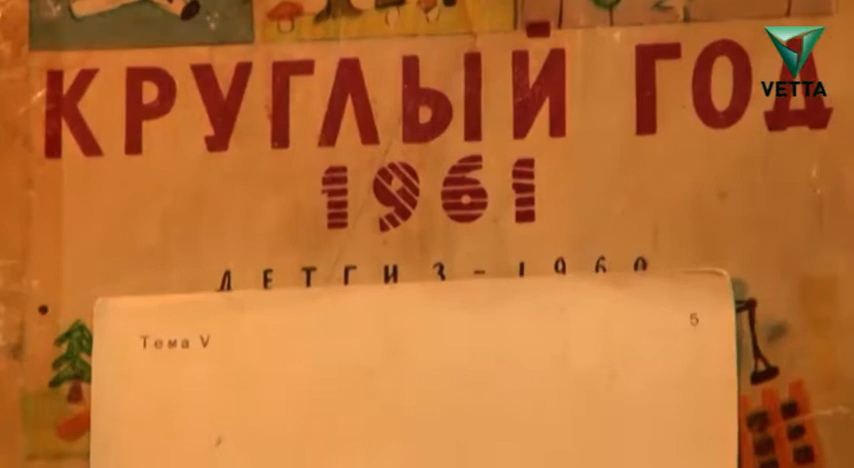 КРУГЛЫЙ ГОД
VETTA
1961
ДЕТГИЗ-1960
Тема V
5